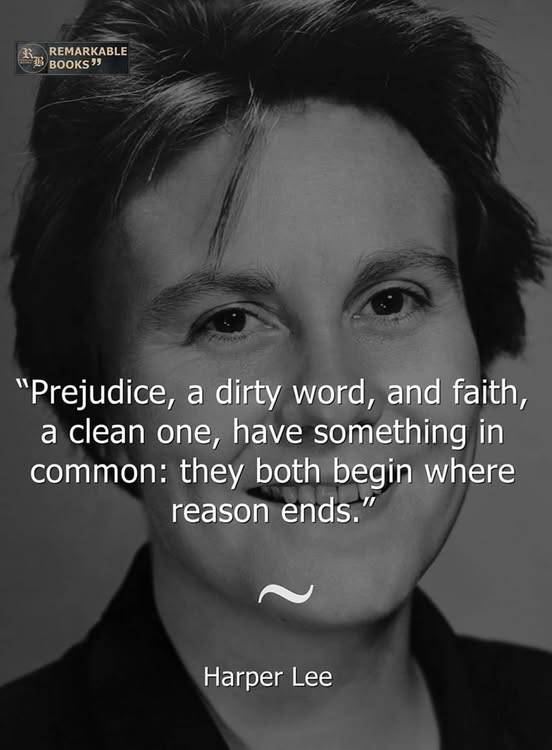 REMARKABLE
BOOKS”
“Prejudice, a dirty word, and faith,
a clean one, have something in
common: they both begin where
reason ends.”
~
Harper Lee